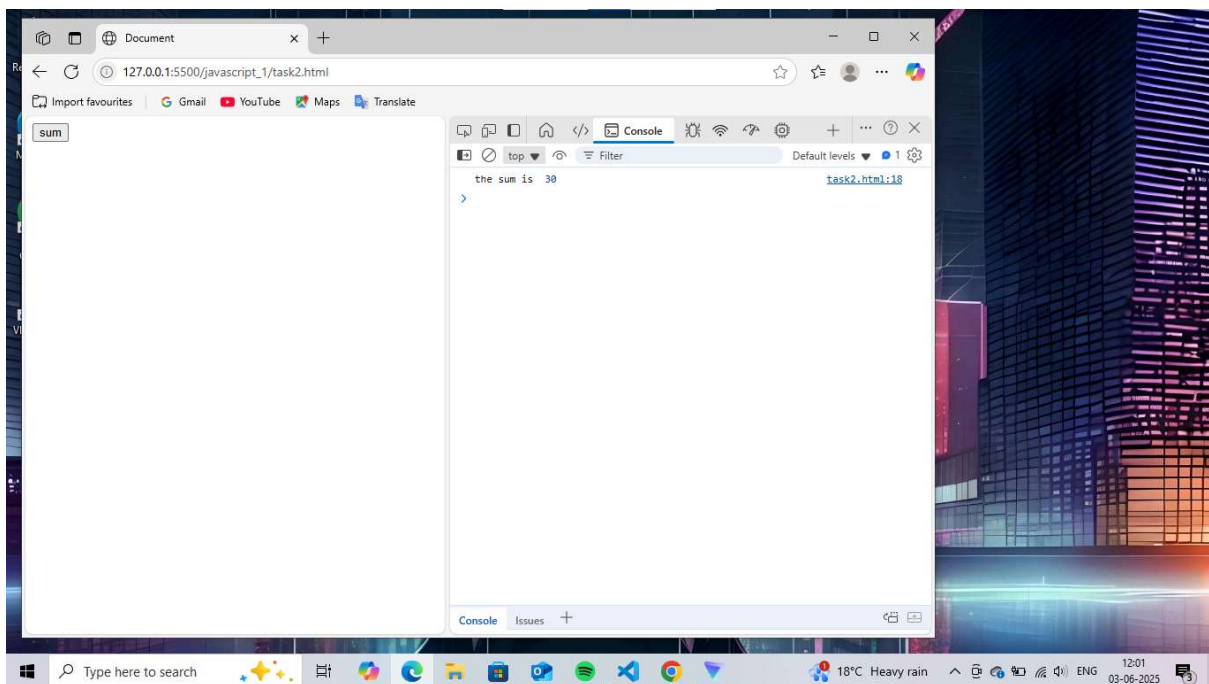 Document
127.0.0.1:5500/javascript_1/task2.html
Import favourites Gmail YouTube Maps Translate
sum
Console
top Filter Default levels 1
the sum is 30 task2.html:18
Console Issues
Type here to search
18°C Heavy rain ENG 12:01
03-06-2025 3